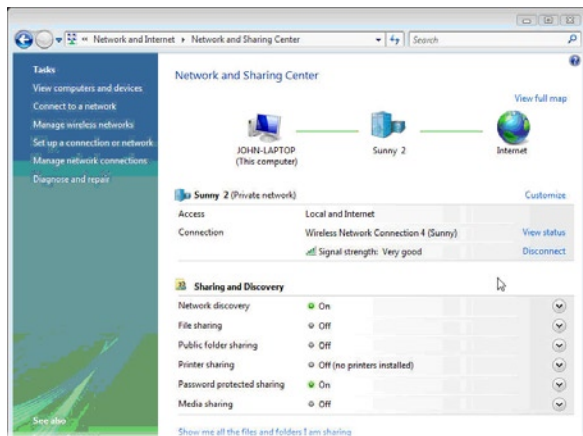 « Network and Internet ▸ Network and Sharing Center
Search
Tasks
View computers and devices
Connect to a network
Manage wireless networks
Set up a connection or network
Manage network connections
Diagnose and repair
See also
Network and Sharing Center
View full map
JOHN-LAPTOP
(This computer)
Sunny 2
Internet
Sunny 2 (Private network)
Customize
Access Local and Internet
Connection Wireless Network Connection 4 (Sunny) View status
Signal strength: Very good Disconnect
Sharing and Discovery
Network discovery On
File sharing Off
Public folder sharing Off
Printer sharing Off (no printers installed)
Password protected sharing On
Media sharing Off
Show me all the files and folders I am sharing